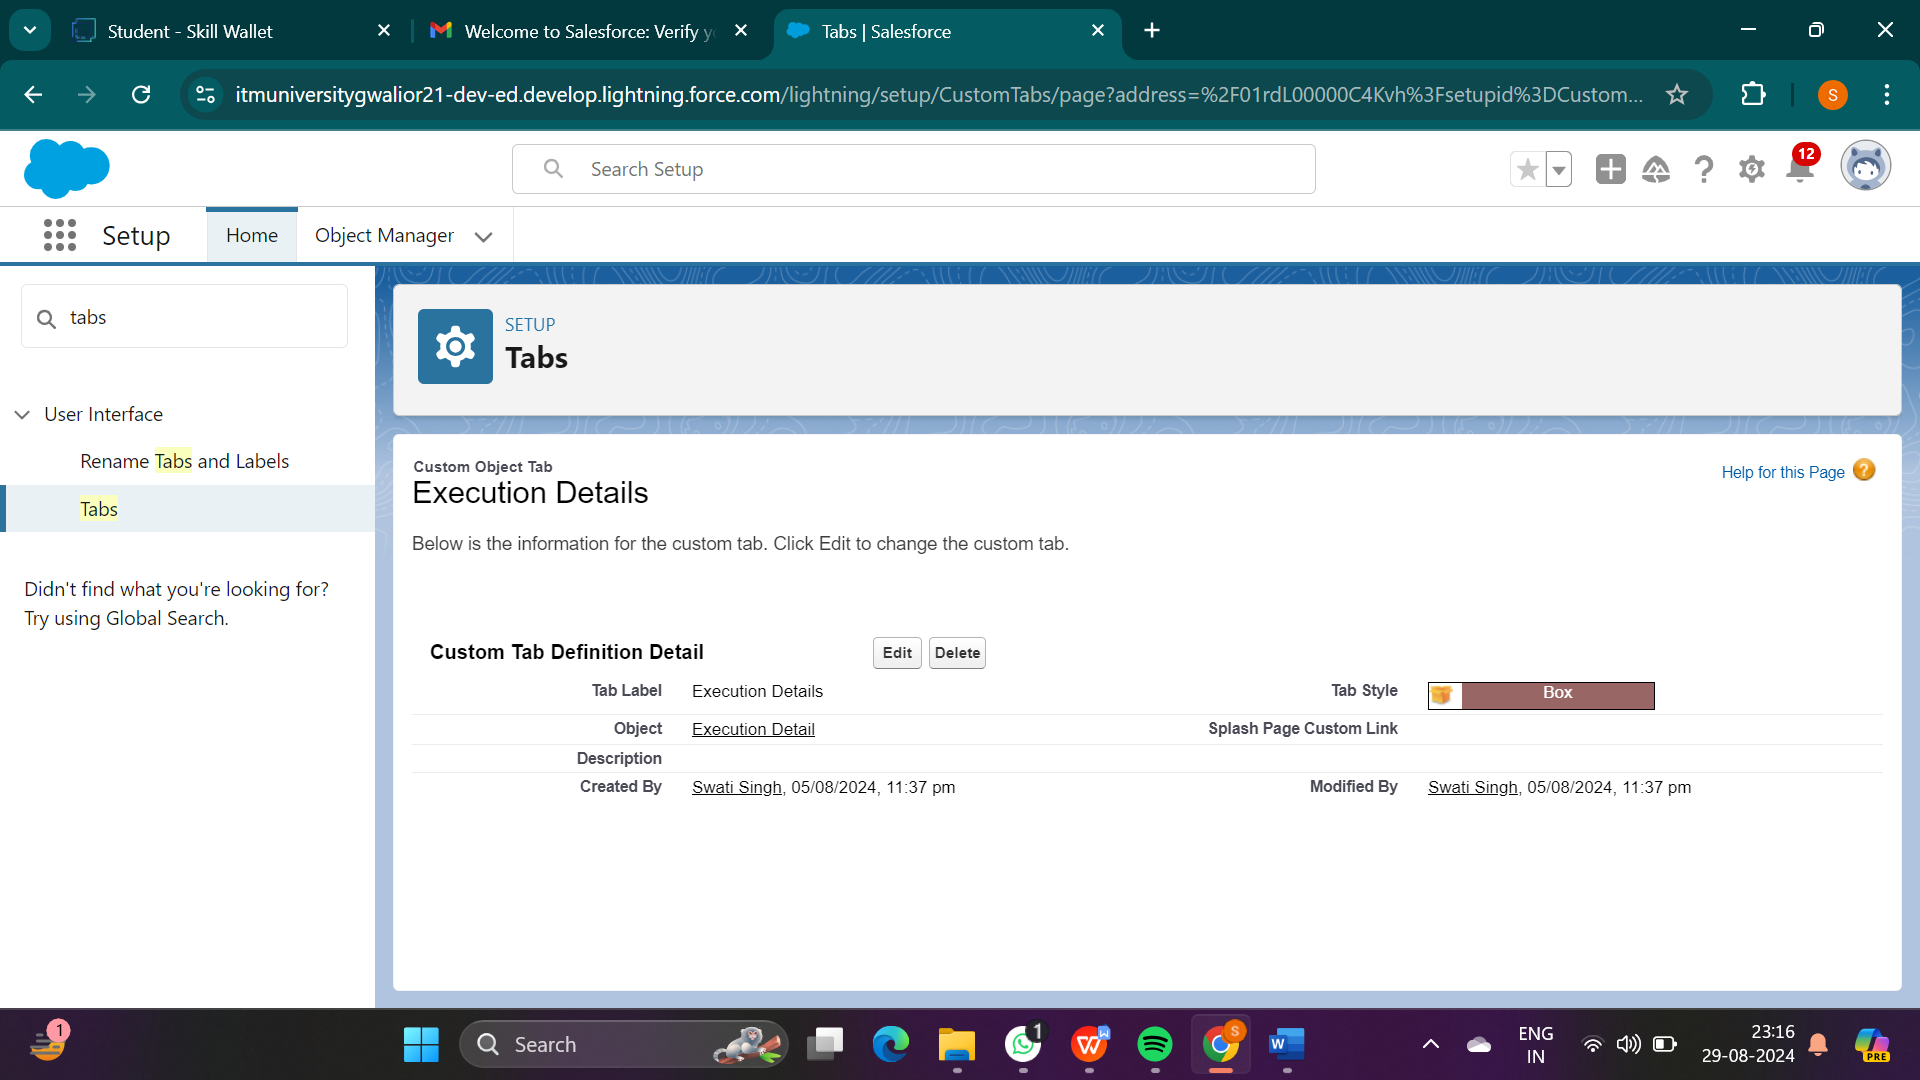 Student - Skill Wallet
Welcome to Salesforce: Verify y
Tabs | Salesforce
itmuniversitygwalior21-dev-ed.develop.lightning.force.com/lightning/setup/CustomTabs/page?address=%2F01rdL00000C4Kvh%3Fsetupid%3DCustom...
S
Search Setup
12
Setup
Home
Object Manager
tabs
User Interface
Rename Tabs and Labels
Tabs
Didn't find what you're looking for?
Try using Global Search.
SETUP
Tabs
Custom Object Tab
Execution Details
Help for this Page ?
Below is the information for the custom tab. Click Edit to change the custom tab.
Custom Tab Definition Detail
Edit
Delete
Tab Label Execution Details
Tab Style Box
Object Execution Detail
Splash Page Custom Link
Description
Created By Swati Singh, 05/08/2024, 11:37 pm
Modified By Swati Singh, 05/08/2024, 11:37 pm
1
Search
1
W
W
S
W
ENG
IN
23:16
29-08-2024
PRE